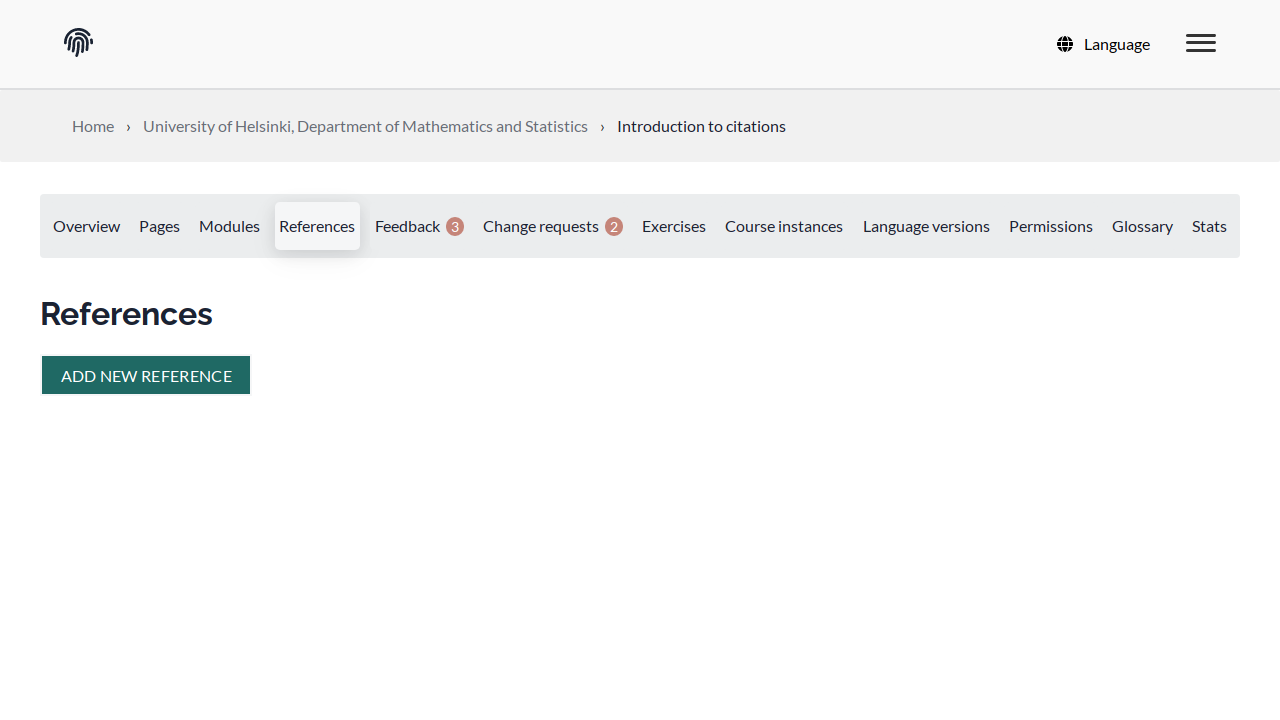 Language
Home › University of Helsinki, Department of Mathematics and Statistics › Introduction to citations
Overview Pages Modules References Feedback 3 Change requests 2 Exercises Course instances Language versions Permissions Glossary Stats
References
ADD NEW REFERENCE